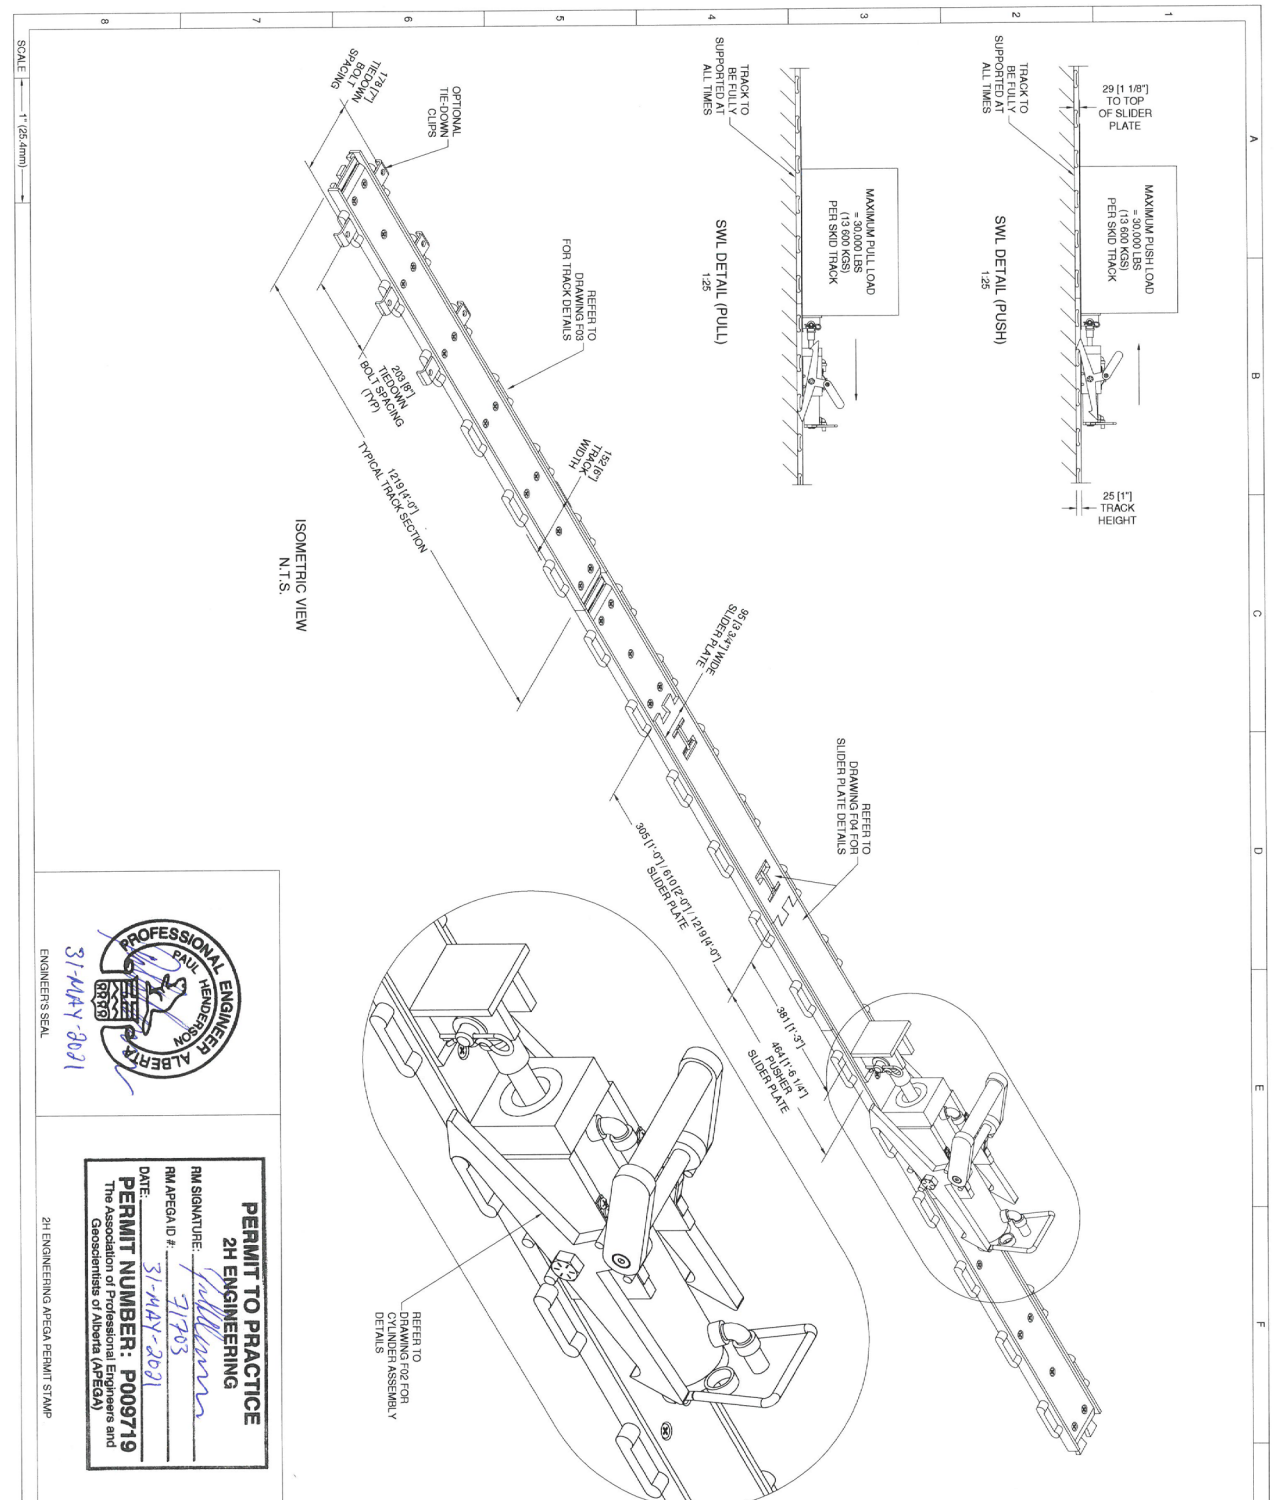 8
7
6
5
4
3
2
1
A
B
C
D
E
F
SCALE
1" (25.4mm)
29 [1 1/8"]
TO TOP
OF SLIDER
PLATE
TRACK TO
BE FULLY
SUPPORTED AT
ALL TIMES
MAXIMUM PUSH LOAD
= 30,000 LBS
(13 600 KGS)
PER SKID TRACK
SWL DETAIL (PUSH)
1:25
25 [1"]
TRACK
HEIGHT
TRACK TO
BE FULLY
SUPPORTED AT
ALL TIMES
MAXIMUM PULL LOAD
= 30,000 LBS
(13 600 KGS)
PER SKID TRACK
SWL DETAIL (PULL)
1:25
178 [7"]
TIEDOWN
BOLT
SPACING
OPTIONAL
TIE-DOWN
CLIPS
REFER TO
DRAWING F03
FOR TRACK DETAILS
203 [8"]
TIEDOWN
BOLT SPACING
(TYP)
1219 [4'-0"]
TYPICAL TRACK SECTION
152 [6"]
TRACK
WIDTH
ISOMETRIC VIEW
N.T.S.
95 [3 3/4"] WIDE
SLIDER PLATE
REFER TO
DRAWING F04 FOR
SLIDER PLATE DETAILS
305 [1'-0"] / 610 [2'-0"] / 1219 [4'-0"]
SLIDER PLATE
381 [1'-3"]
464 [1'-6 1/4"]
PUSHER
SLIDER PLATE
REFER TO
DRAWING F02 FOR
CYLINDER ASSEMBLY
DETAILS
PROFESSIONAL ENGINEER
PAUL HENDERSON
ALBERTA
31-MAY-2021
ENGINEER'S SEAL
PERMIT TO PRACTICE
2H ENGINEERING
RM SIGNATURE:
RM APEGA ID #: 71703
DATE: 31-MAY-2021
PERMIT NUMBER: P009719
The Association of Professional Engineers and
Geoscientists of Alberta (APEGA)
2H ENGINEERING APEGA PERMIT STAMP